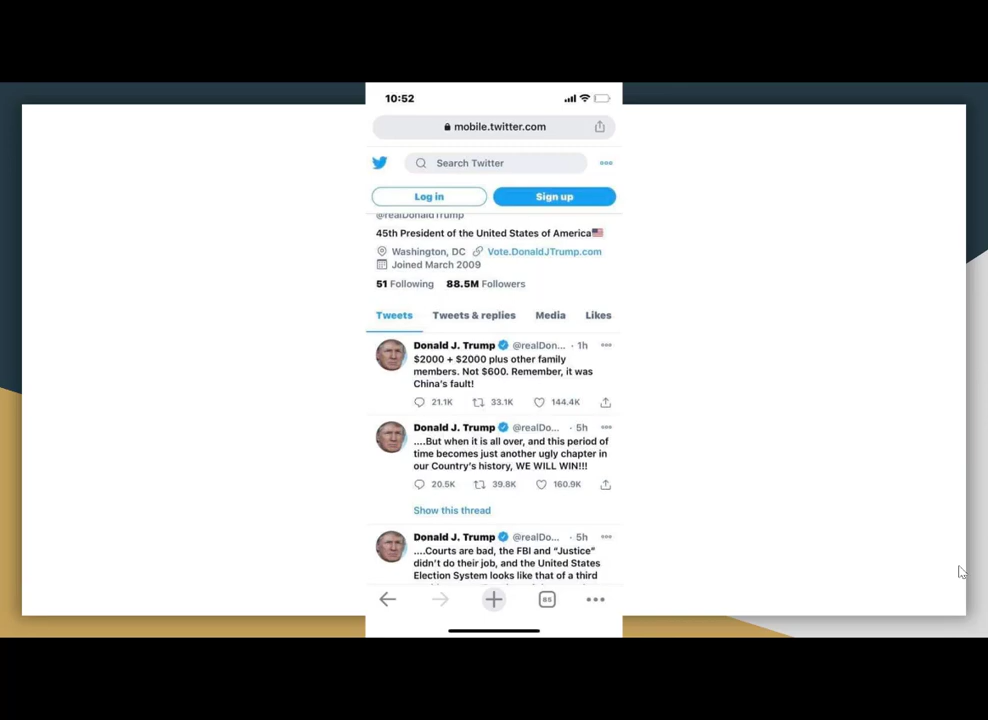 10:52
mobile.twitter.com
Search Twitter
Log in
Sign up
@realDonaldTrump
45th President of the United States of America🇺🇸
Washington, DC Vote.DonaldJTrump.com
Joined March 2009
51 Following 88.5M Followers
Tweets Tweets & replies Media Likes
Donald J. Trump @realDon... · 1h
$2000 + $2000 plus other family
members. Not $600. Remember, it was
China's fault!
21.1K 33.1K 144.4K
Donald J. Trump @realDo... · 5h
....But when it is all over, and this period of
time becomes just another ugly chapter in
our Country's history, WE WILL WIN!!!
20.5K 39.8K 160.9K
Show this thread
Donald J. Trump @realDo... · 5h
....Courts are bad, the FBI and “Justice”
didn't do their job, and the United States
Election System looks like that of a third
85